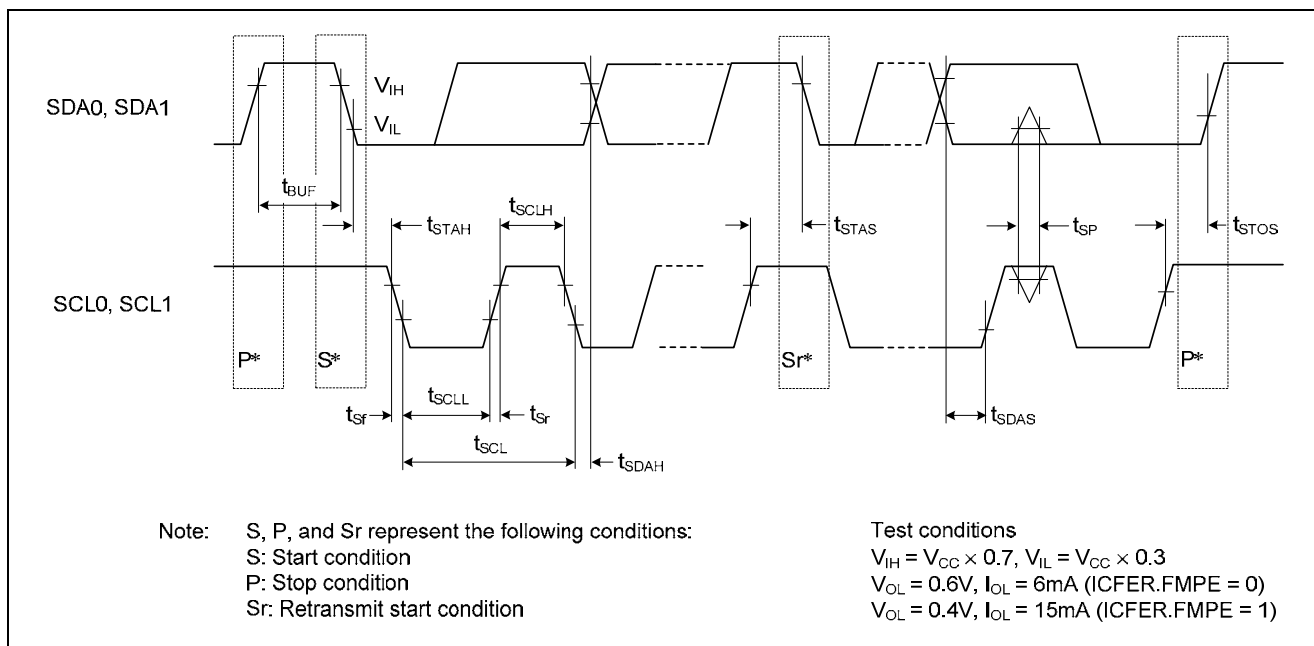 SDA0, SDA1
VIH
VIL
tBUF
tSCLH
tSTAH
tSTAS
tSP
tSTOS
SCL0, SCL1
P*
S*
Sr*
P*
tSCLL
tSf
tSr
tSDAS
tSCL
tSDAH
Note: S, P, and Sr represent the following conditions:
S: Start condition
P: Stop condition
Sr: Retransmit start condition
Test conditions
VIH = VCC × 0.7, VIL = VCC × 0.3
VOL = 0.6V, IOL = 6mA (ICFER.FMPE = 0)
VOL = 0.4V, IOL = 15mA (ICFER.FMPE = 1)